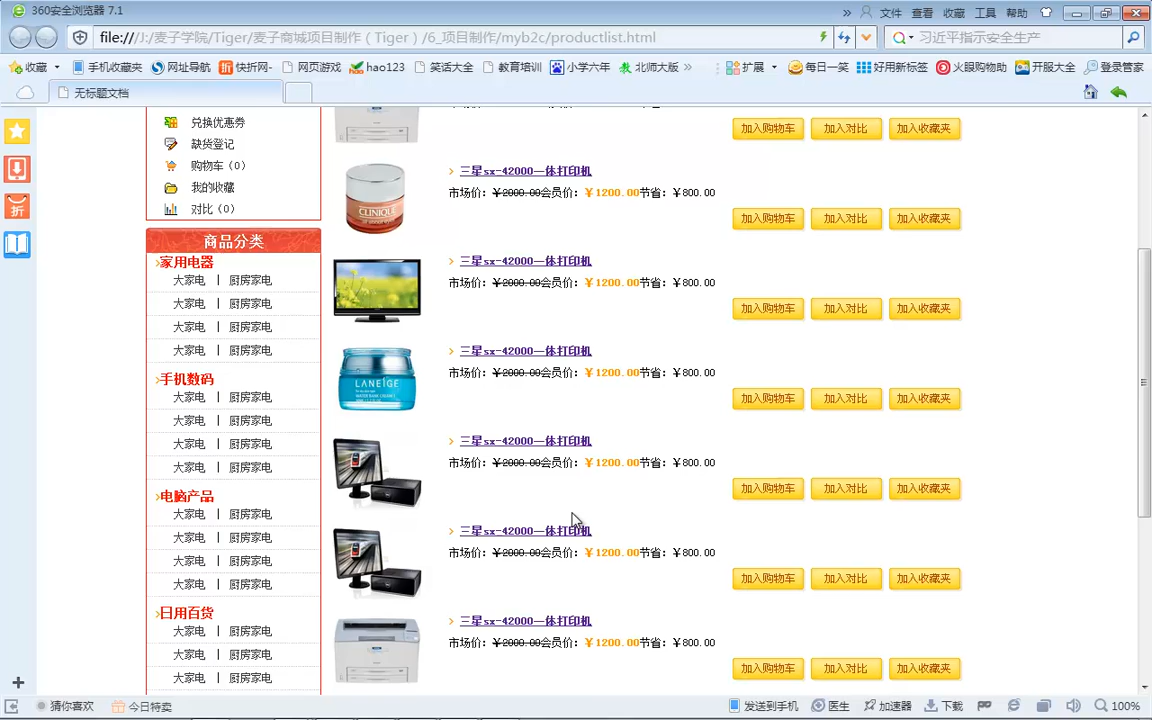 360安全浏览器 7.1
» 文件 查看 收藏 工具 帮助
file:///J:/麦子学院/Tiger/麦子商城项目制作（Tiger）/6_项目制作/myb2c/productlist.html
习近平指示安全生产
收藏 手机收藏夹 网址导航 快折网- 网页游戏 hao123 笑话大全 教育培训 小学六年 北师大版 » 扩展 每日一笑 好用新标签 火眼购物助 开服大全 登录管家
无标题文档
兑换优惠券
缺货登记
购物车（0）
我的收藏
对比（0）
商品分类
家用电器
大家电 | 厨房家电
大家电 | 厨房家电
大家电 | 厨房家电
大家电 | 厨房家电
手机数码
大家电 | 厨房家电
大家电 | 厨房家电
大家电 | 厨房家电
大家电 | 厨房家电
电脑产品
大家电 | 厨房家电
大家电 | 厨房家电
大家电 | 厨房家电
大家电 | 厨房家电
日用百货
大家电 | 厨房家电
大家电 | 厨房家电
大家电 | 厨房家电
加入购物车 加入对比 加入收藏夹
CLINIQUE
三星sx-42000一体打印机
市场价：￥2000.00会员价：￥1200.00节省：￥800.00
加入购物车 加入对比 加入收藏夹
三星sx-42000一体打印机
市场价：￥2000.00会员价：￥1200.00节省：￥800.00
加入购物车 加入对比 加入收藏夹
LANEIGE
三星sx-42000一体打印机
市场价：￥2000.00会员价：￥1200.00节省：￥800.00
加入购物车 加入对比 加入收藏夹
三星sx-42000一体打印机
市场价：￥2000.00会员价：￥1200.00节省：￥800.00
加入购物车 加入对比 加入收藏夹
三星sx-42000一体打印机
市场价：￥2000.00会员价：￥1200.00节省：￥800.00
加入购物车 加入对比 加入收藏夹
三星sx-42000一体打印机
市场价：￥2000.00会员价：￥1200.00节省：￥800.00
加入购物车 加入对比 加入收藏夹
折
猜你喜欢 今日特卖
发送到手机 医生 加速器 下载 100%